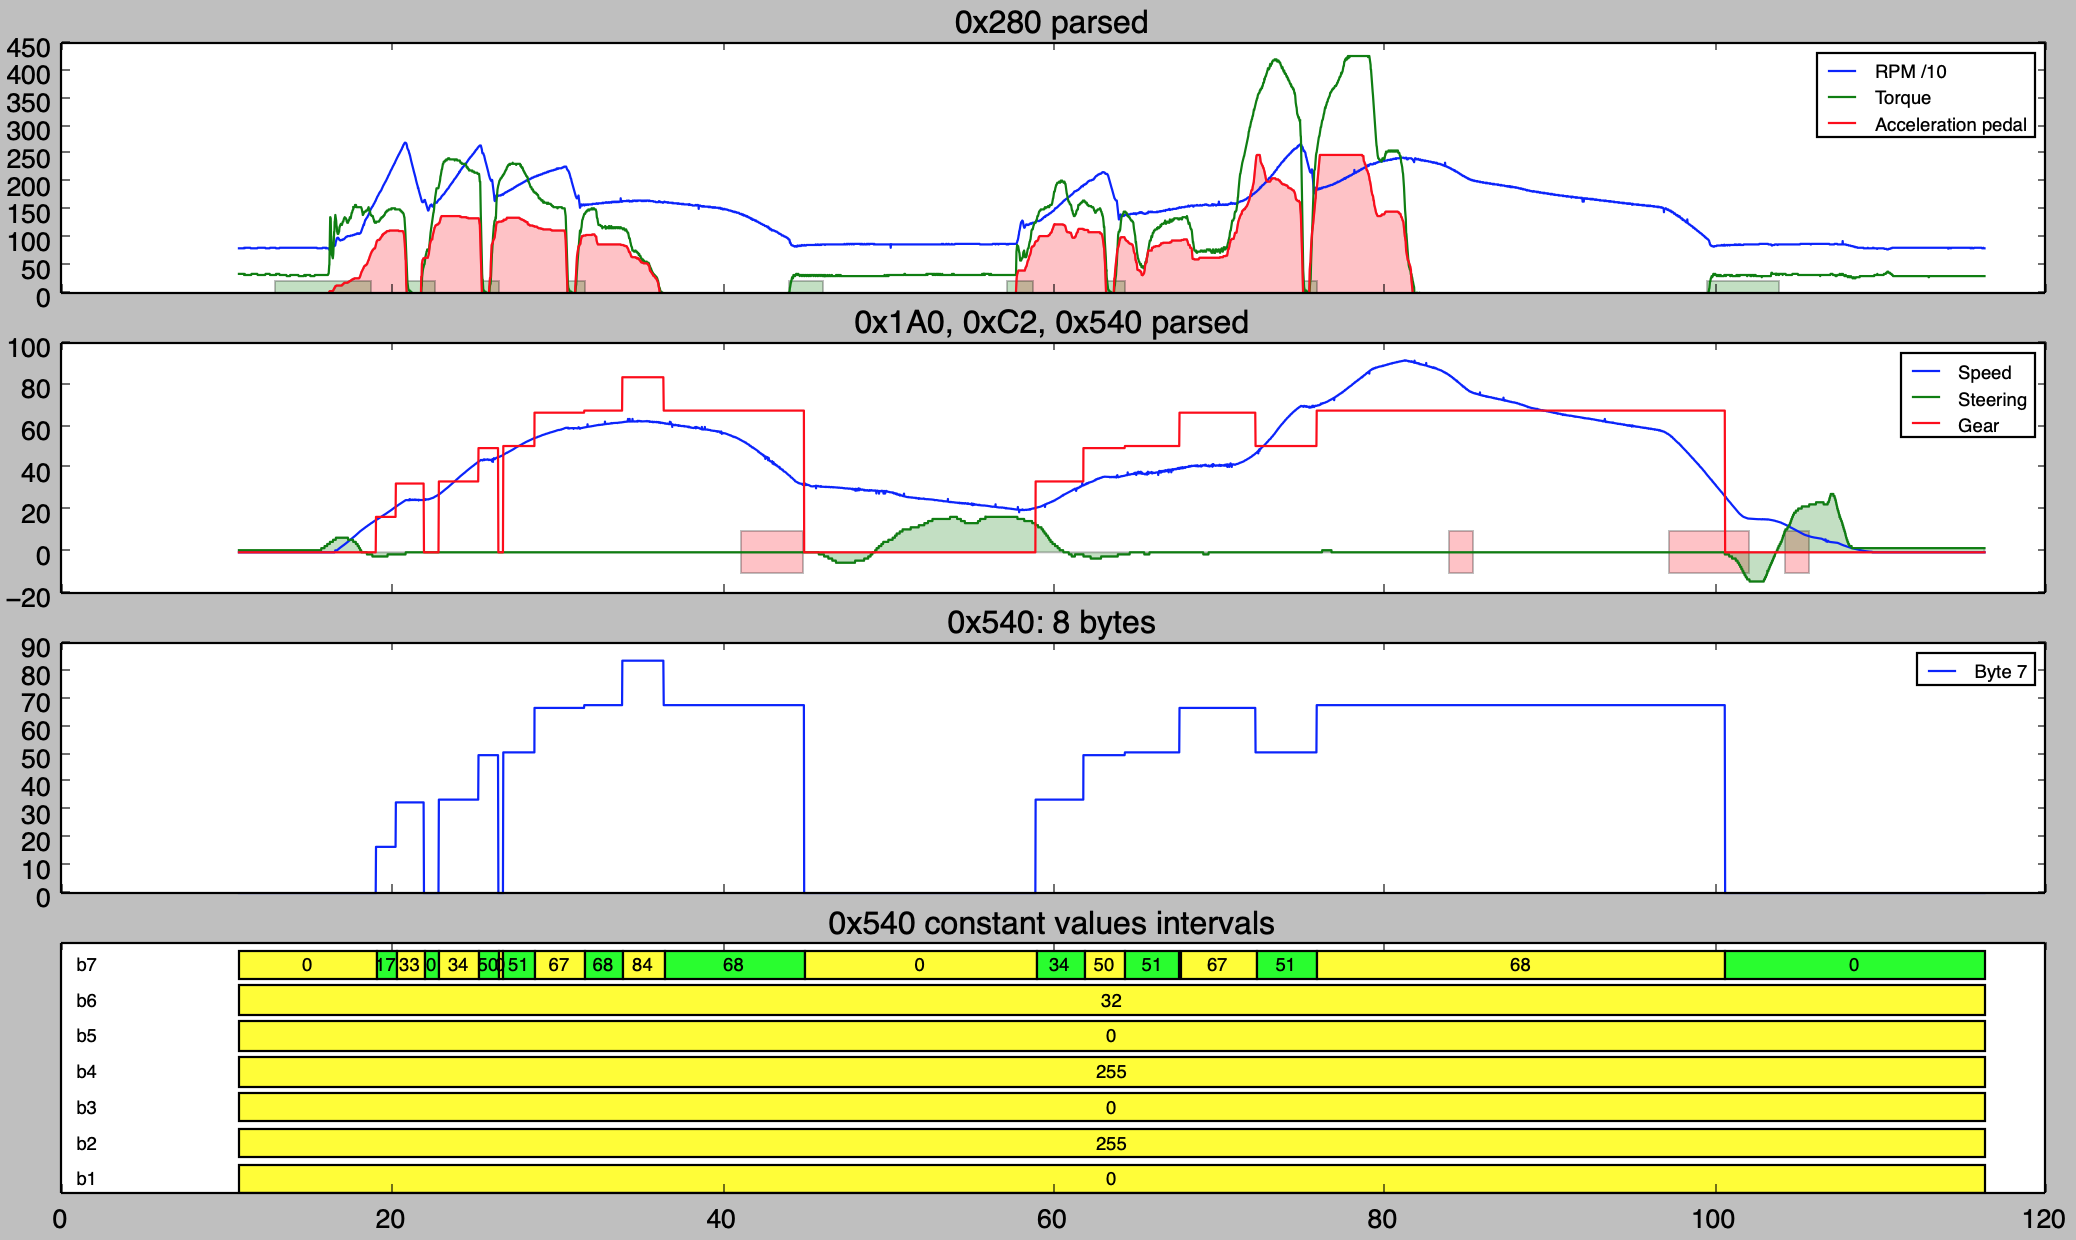 0x280 parsed
450
400
350
300
250
200
150
100
50
0
RPM /10
Torque
Acceleration pedal
0x1A0, 0xC2, 0x540 parsed
100
80
60
40
20
0
−20
Speed
Steering
Gear
0x540: 8 bytes
90
80
70
60
50
40
30
20
10
0
Byte 7
0x540 constant values intervals
b7 0 17 33 0 34 50 0 51 67 68 84 68 0 34 50 51 67 51 68 0
b6 32
b5 0
b4 255
b3 0
b2 255
b1 0
0 20 40 60 80 100 120